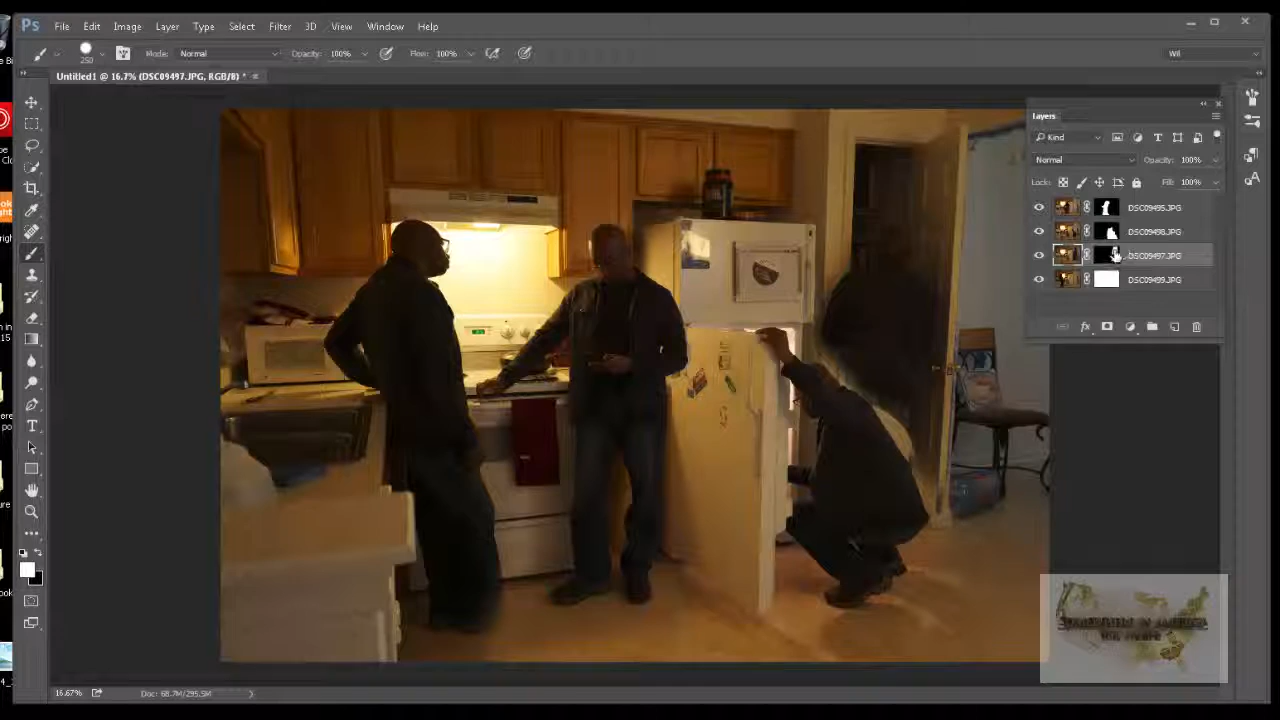 Ps File Edit Image Layer Type Select Filter 3D View Window Help
250 Mode: Normal Opacity: 100% Flow: 100% Wil
Untitled1 @ 16.7% (DSC09497.JPG, RGB/8) *
Layers
Kind
Normal Opacity: 100%
Lock: Fill: 100%
DSC09495.JPG
DSC09498.JPG
DSC09497.JPG
DSC09499.JPG
16.67% Doc: 68.7M/295.5M